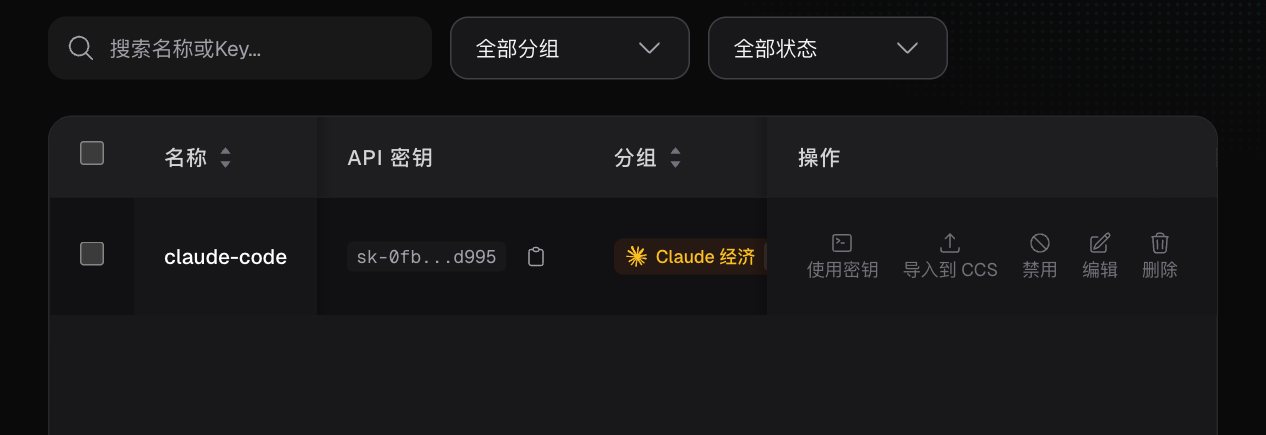 搜索名称或Key...
全部分组
全部状态
名称
API 密钥
分组
操作
claude-code
sk-0fb...d995
Claude 经济
使用密钥
导入到 CCS
禁用
编辑
删除